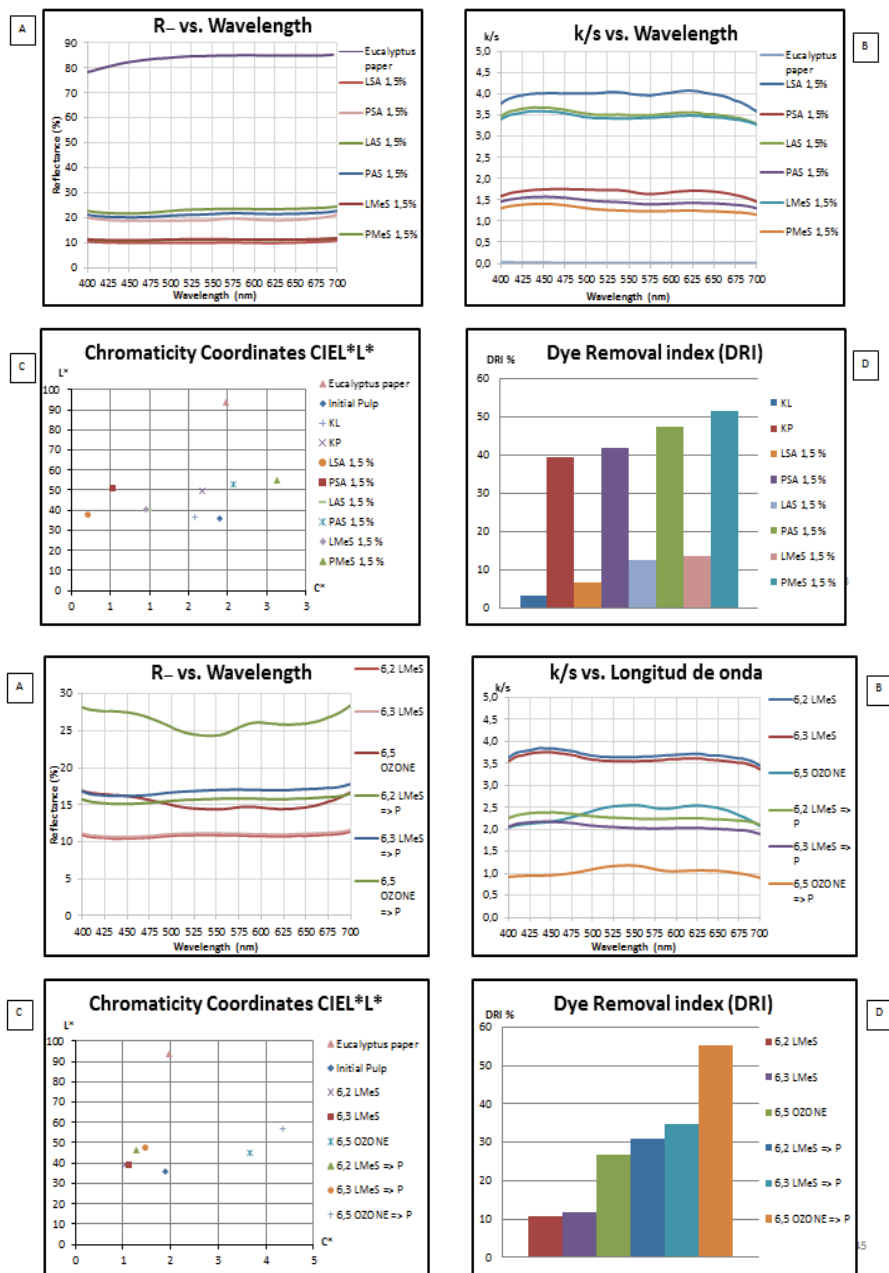 A
R– vs. Wavelength
Reflectance (%)
90
80
70
60
50
40
30
20
10
0
400 425 450 475 500 525 550 575 600 625 650 675 700
Wavelength (nm)
Eucalyptus
paper
LSA 1,5%
PSA 1,5%
LAS 1,5%
PAS 1,5%
LMeS 1,5%
PMeS 1,5%
B
k/s vs. Wavelength
k/s
5,0
4,5
4,0
3,5
3,0
2,5
2,0
1,5
1,0
0,5
0,0
400 425 450 475 500 525 550 575 600 625 650 675 700
Wavelength (nm)
Eucalyptus
paper
LSA 1,5%
PSA 1,5%
LAS 1,5%
PAS 1,5%
LMeS 1,5%
PMeS 1,5%
C
Chromaticity Coordinates CIEL*L*
L*
100
90
80
70
60
50
40
30
20
10
0
0 1 1 2 2 3 3
C*
Eucalyptus paper
Initial Pulp
KL
KP
LSA 1,5 %
PSA 1,5 %
LAS 1,5 %
PAS 1,5 %
LMeS 1,5 %
PMeS 1,5 %
D
Dye Removal index (DRI)
DRI %
60
50
40
30
20
10
0
KL
KP
LSA 1,5 %
PSA 1,5 %
LAS 1,5 %
PAS 1,5 %
LMeS 1,5 %
PMeS 1,5 %
A
R– vs. Wavelength
Reflectance (%)
30
25
20
15
10
5
0
400 425 450 475 500 525 550 575 600 625 650 675 700
Wavelength (nm)
6,2 LMeS
6,3 LMeS
6,5
OZONE
6,2 LMeS
=> P
6,3 LMeS
=> P
6,5
OZONE
=> P
B
k/s vs. Longitud de onda
k/s
5,0
4,5
4,0
3,5
3,0
2,5
2,0
1,5
1,0
0,5
0,0
400 425 450 475 500 525 550 575 600 625 650 675 700
Wavelength (nm)
6,2 LMeS
6,3 LMeS
6,5 OZONE
6,2 LMeS =>
P
6,3 LMeS =>
P
6,5 OZONE
=> P
C
Chromaticity Coordinates CIEL*L*
L*
100
90
80
70
60
50
40
30
20
10
0
0 1 2 3 4 5
C*
Eucalyptus paper
Initial Pulp
6,2 LMeS
6,3 LMeS
6,5 OZONE
6,2 LMeS => P
6,3 LMeS => P
6,5 OZONE => P
D
Dye Removal index (DRI)
DRI %
60
50
40
30
20
10
0
6,2 LMeS
6,3 LMeS
6,5 OZONE
6,2 LMeS => P
6,3 LMeS => P
6,5 OZONE => P